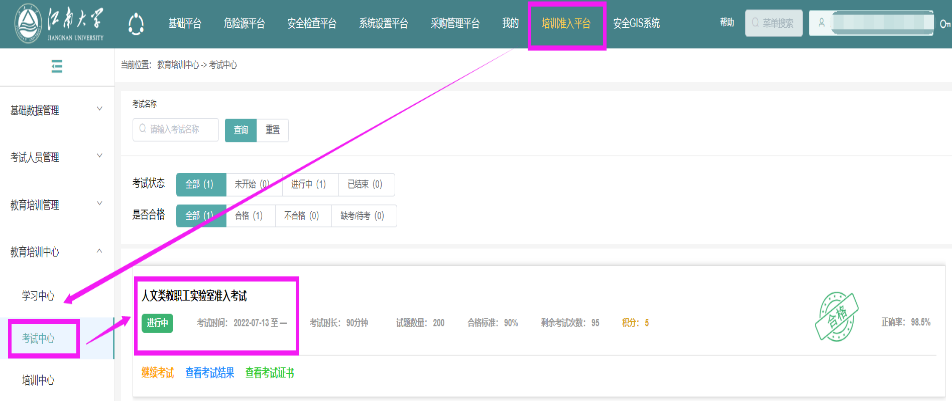 江南大学
JIANGNAN UNIVERSITY
基础平台 危险源平台 安全检查平台 系统设置平台 采购管理平台 我的 培训准入平台 安全GIS系统 帮助 菜单搜索
当前位置： 教育培训中心 -> 考试中心
基础数据管理
考试人员管理
教育培训管理
教育培训中心
学习中心
考试中心
培训中心
考试名称
请输入考试名称 查询 重置
考试状态 全部（1） 未开始（0） 进行中（1） 已结束（0）
是否合格 全部（1） 合格（1） 不合格（0） 缺考/待考（0）
人文类教职工实验室准入考试
进行中 考试时间： 2022-07-13 至 — 考试时长： 90分钟 试题数量： 200 合格标准： 90% 剩余考试次数： 95 积分： 5 合格 正确率： 98.5%
继续考试 查看考试结果 查看考试证书